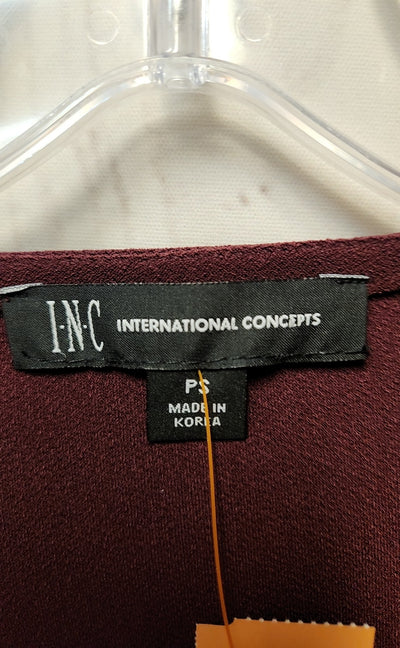 I·N·C INTERNATIONAL CONCEPTS
PS
MADE IN
KOREA